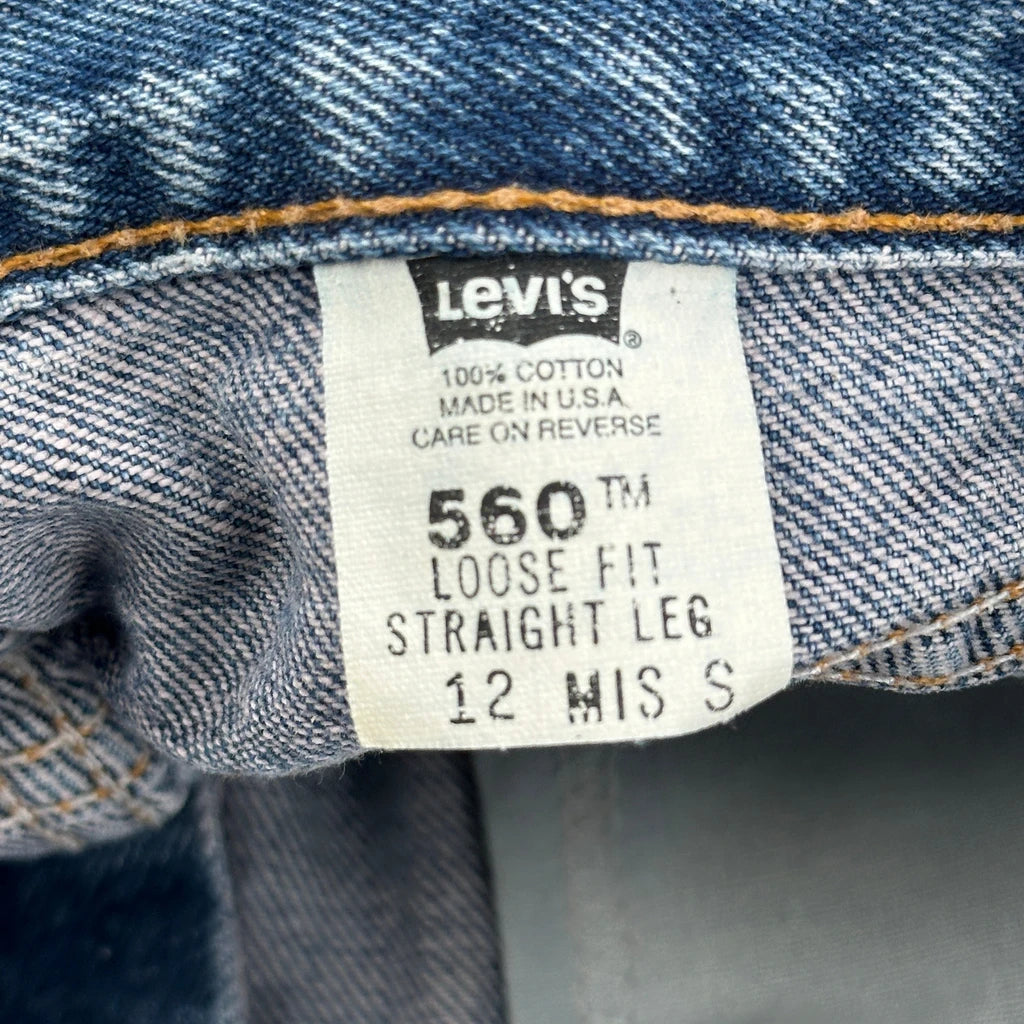 Levi's®
100% COTTON
MADE IN U.S.A.
CARE ON REVERSE
560™
LOOSE FIT
STRAIGHT LEG
12 MIS S